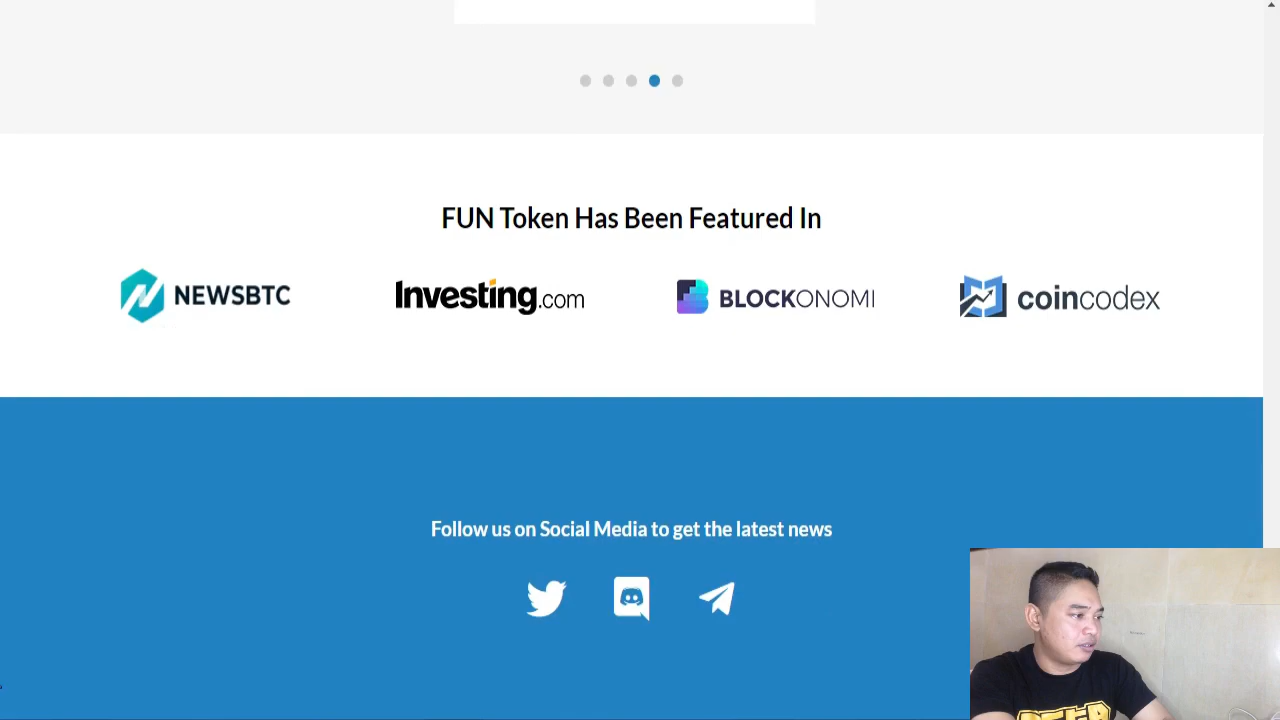 FUN Token Has Been Featured In
NEWSBTC
Investing.com
BLOCKONOMI
coincodex
Follow us on Social Media to get the latest news